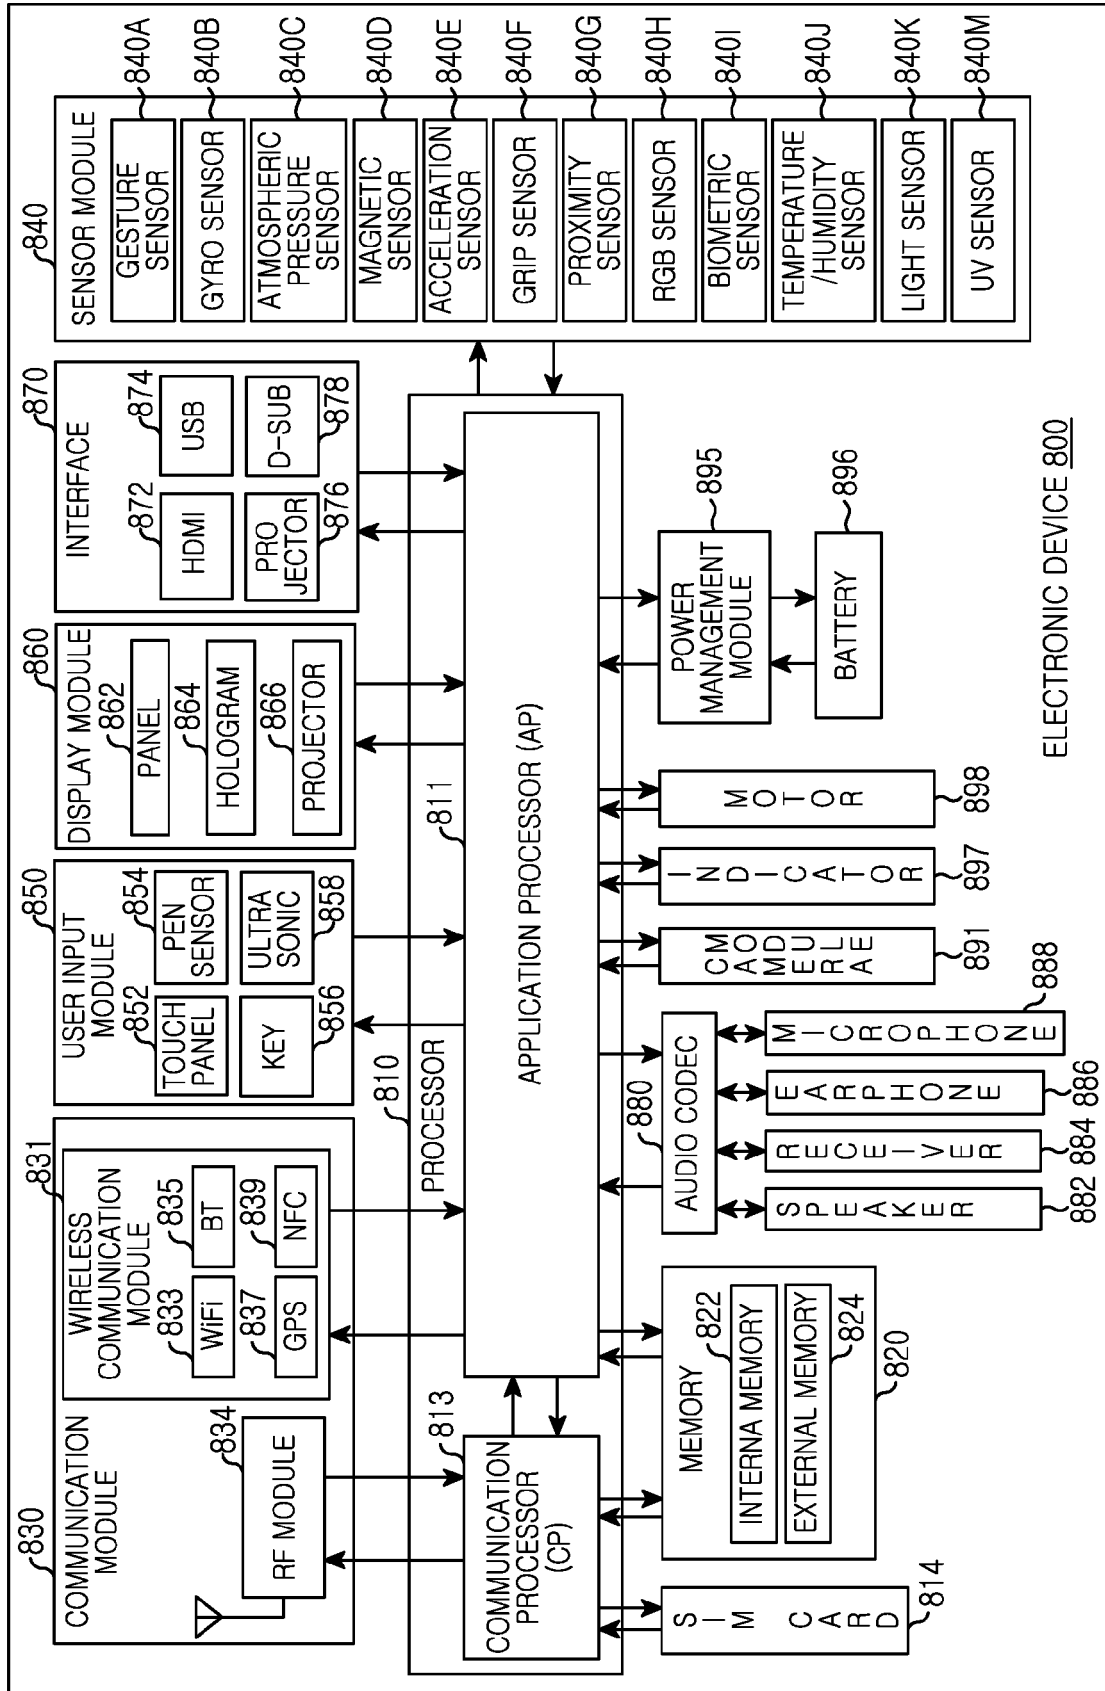 830
COMMUNICATION
MODULE
834
RF MODULE
831
WIRELESS
COMMUNICATION
MODULE
833
WiFi
835
BT
837
GPS
839
NFC
850
USER INPUT
MODULE
852
TOUCH
PANEL
854
PEN
SENSOR
KEY
856
ULTRA
SONIC
858
860
DISPLAY MODULE
862
PANEL
864
HOLOGRAM
866
PROJECTOR
870
INTERFACE
872
HDMI
874
USB
PRO
JECTOR
876
D-SUB
878
840
SENSOR MODULE
GESTURE
SENSOR
840A
GYRO SENSOR
840B
ATMOSPHERIC
PRESSURE
SENSOR
840C
MAGNETIC
SENSOR
840D
ACCELERATION
SENSOR
840E
GRIP SENSOR
840F
PROXIMITY
SENSOR
840G
RGB SENSOR
840H
BIOMETRIC
SENSOR
840I
TEMPERATURE
/HUMIDITY
SENSOR
840J
LIGHT SENSOR
840K
UV SENSOR
840M
810
PROCESSOR
813
COMMUNICATION
PROCESSOR
(CP)
811
APPLICATION PROCESSOR (AP)
SIM CARD
814
MEMORY
822
INTERNA MEMORY
EXTERNAL MEMORY
824
820
880
AUDIO CODEC
SPEAKER
882
RECEIVER
884
EARPHONE
886
MICROPHONE
888
CAMERA
MODULE
891
INDICATOR
897
MOTOR
898
POWER
MANAGEMENT
MODULE
895
BATTERY
896
ELECTRONIC DEVICE 800